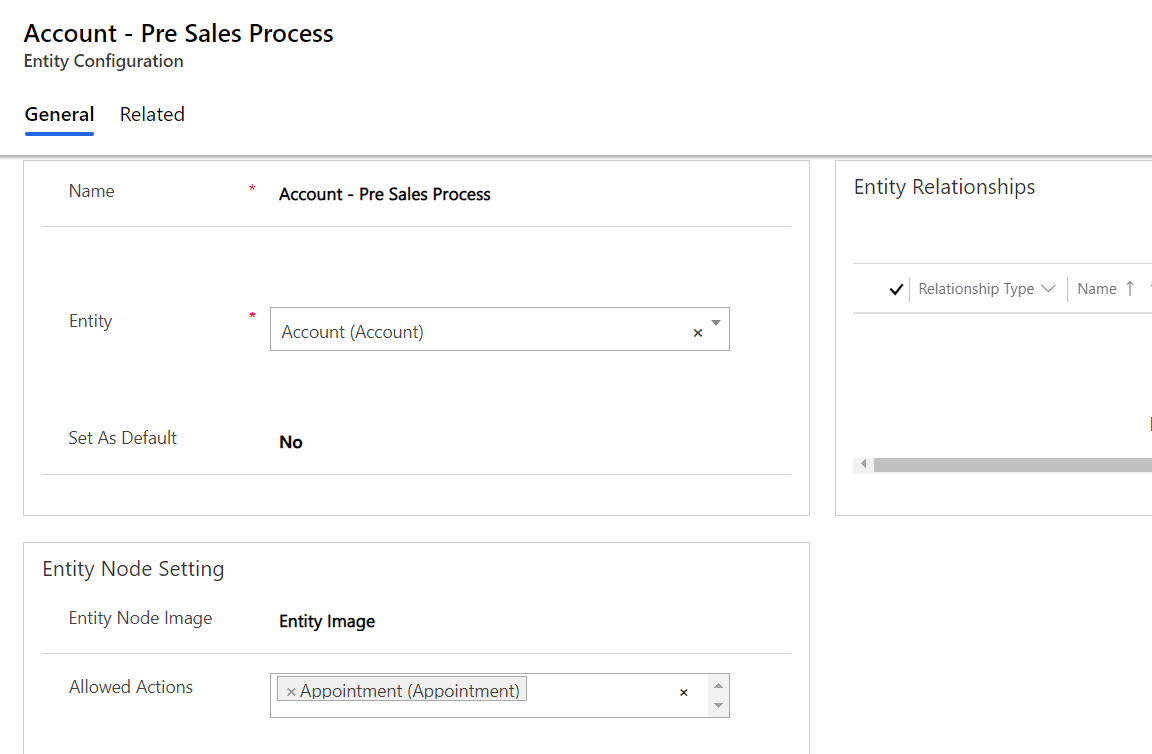 Account - Pre Sales Process
Entity Configuration
General Related
Name * Account - Pre Sales Process
Entity * Account (Account) ×
Set As Default No
Entity Relationships
Relationship Type Name ↑
Entity Node Setting
Entity Node Image Entity Image
Allowed Actions × Appointment (Appointment) ×